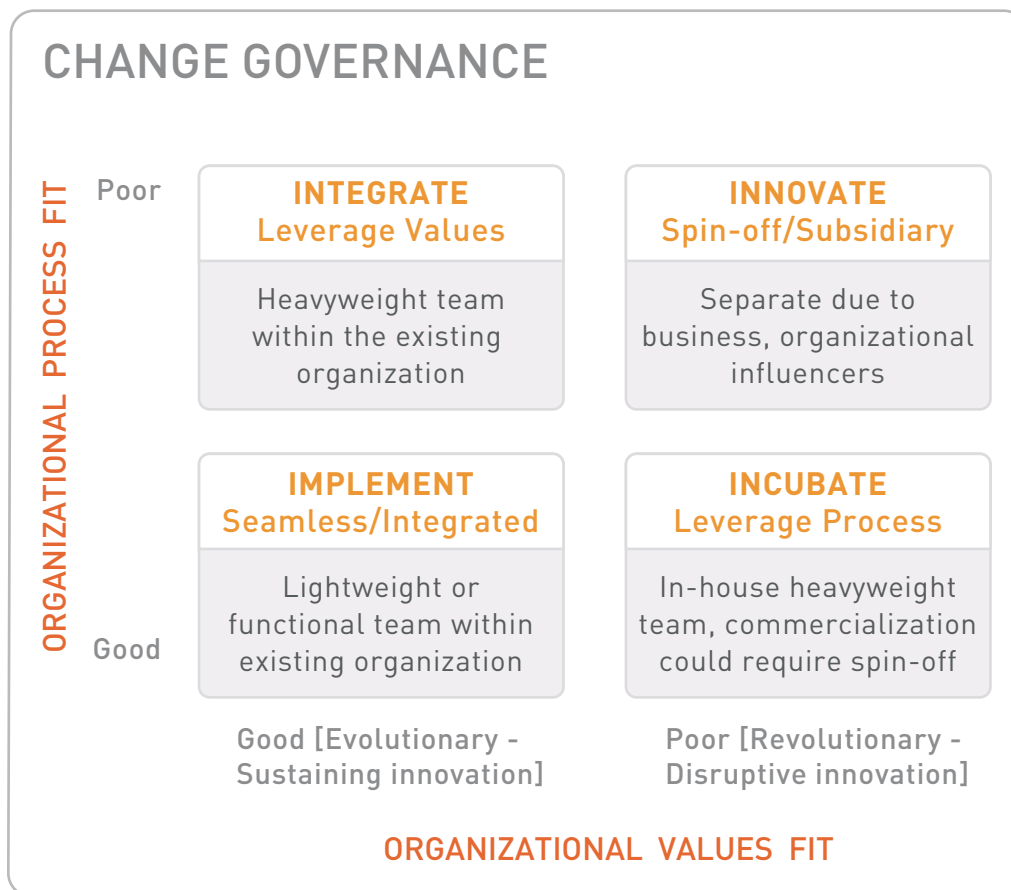 CHANGE GOVERNANCE
ORGANIZATIONAL PROCESS FIT
Poor
INTEGRATE
Leverage Values
Heavyweight team
within the existing
organization
INNOVATE
Spin-off/Subsidiary
Separate due to
business, organizational
influencers
Good
IMPLEMENT
Seamless/Integrated
Lightweight or
functional team within
existing organization
INCUBATE
Leverage Process
In-house heavyweight
team, commercialization
could require spin-off
Good [Evolutionary -
Sustaining innovation]
Poor [Revolutionary -
Disruptive innovation]
ORGANIZATIONAL VALUES FIT